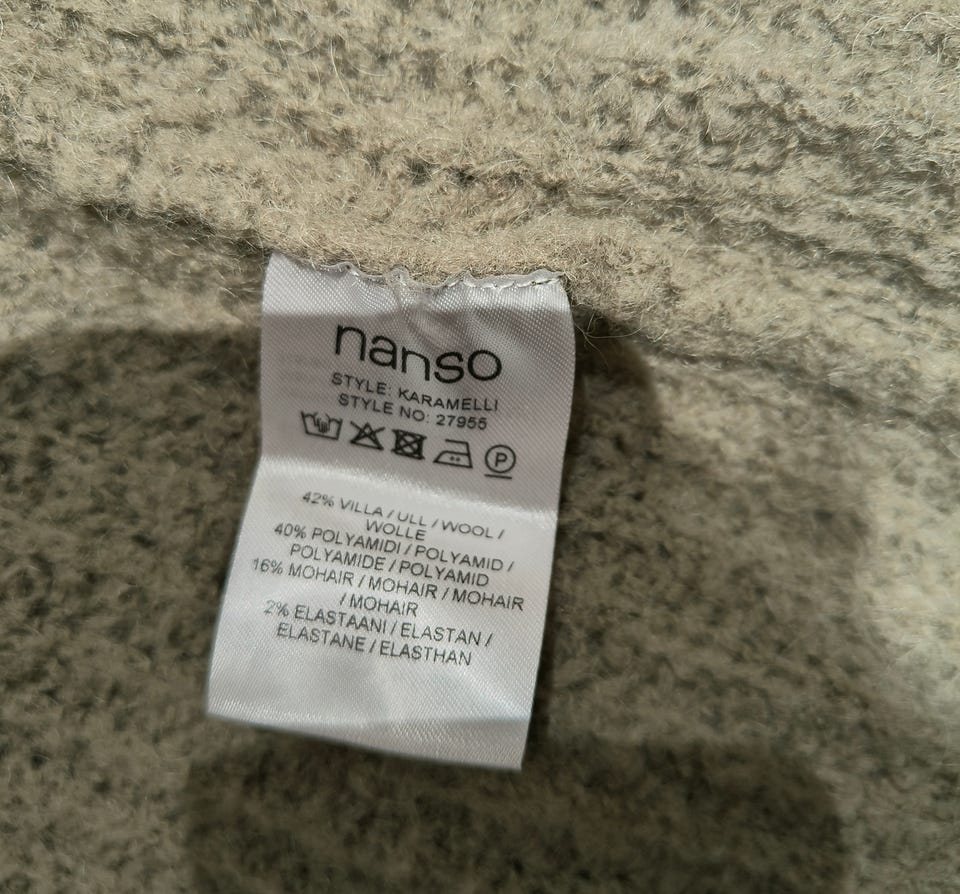 nanso
STYLE: KARAMELLI
STYLE NO: 27955
P
42% VILLA / ULL / WOOL /
WOLLE
40% POLYAMIDI / POLYAMID /
POLYAMIDE / POLYAMID
16% MOHAIR / MOHAIR / MOHAIR
/ MOHAIR
2% ELASTAANI / ELASTAN /
ELASTANE / ELASTHAN